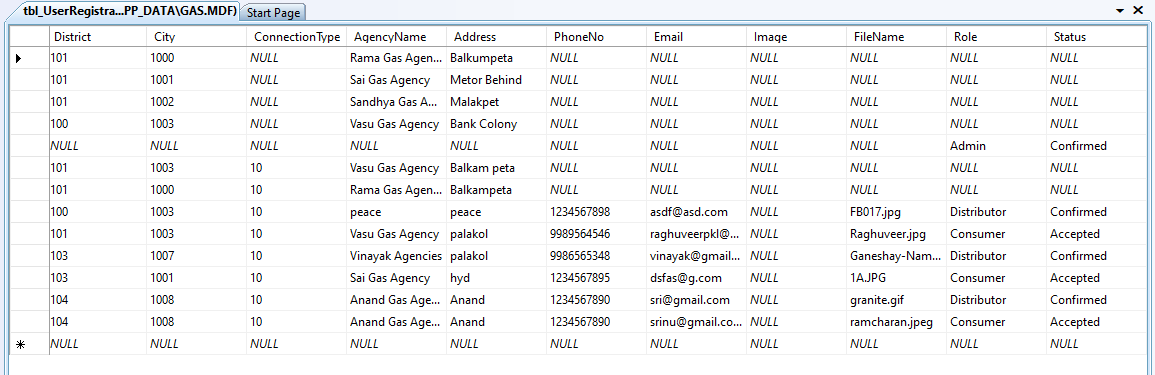 tbl_UserRegistra...PP_DATA\GAS.MDF) Start Page
District City ConnectionType AgencyName Address PhoneNo Email Image FileName Role Status
101 1000 NULL Rama Gas Agen... Balkumpeta NULL NULL NULL NULL NULL NULL
101 1001 NULL Sai Gas Agency Metor Behind NULL NULL NULL NULL NULL NULL
101 1002 NULL Sandhya Gas A... Malakpet NULL NULL NULL NULL NULL NULL
100 1003 NULL Vasu Gas Agency Bank Colony NULL NULL NULL NULL NULL NULL
NULL NULL NULL NULL NULL NULL NULL NULL NULL Admin Confirmed
101 1003 10 Vasu Gas Agency Balkam peta NULL NULL NULL NULL NULL NULL
101 1000 10 Rama Gas Agen... Balkampeta NULL NULL NULL NULL NULL NULL
100 1003 10 peace peace 1234567898 asdf@asd.com NULL FB017.jpg Distributor Confirmed
101 1003 10 Vasu Gas Agency palakol 9989564546 raghuveerpkl@... NULL Raghuveer.jpg Consumer Accepted
103 1007 10 Vinayak Agencies palakol 9986565348 vinayak@gmail... NULL Ganeshay-Nam... Distributor Confirmed
103 1001 10 Sai Gas Agency hyd 1234567895 dsfas@g.com NULL 1A.JPG Consumer Accepted
104 1008 10 Anand Gas Age... Anand 1234567890 sri@gmail.com NULL granite.gif Distributor Confirmed
104 1008 10 Anand Gas Age... Anand 1234567890 srinu@gmail.co... NULL ramcharan.jpeg Consumer Accepted
NULL NULL NULL NULL NULL NULL NULL NULL NULL NULL NULL